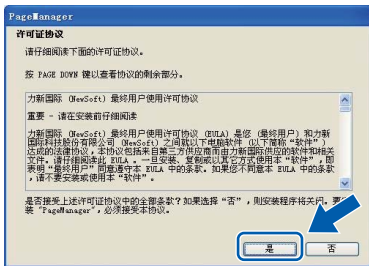 PageManager
许可证协议
请仔细阅读下面的许可证协议。
按 PAGE DOWN 键以查看协议的剩余部分。
力新国际 (NewSoft) 最终用户使用许可协议
重要 - 请在安装前仔细阅读
力新国际 (NewSoft) 最终用户许可协议 (EULA) 是您 (最终用户) 和力新
国际科技股份有限公司 (NewSoft) 之间就以下电脑软件 (以下简称“软件”)
达成的法律协议，本协议包括来自第三方供应商而由力新国际供应的软件和相关
文件。请仔细阅读此 EULA 。一旦安装、复制或以其它方式使用本“软件”，即
表明“最终用户”同意遵守本 EULA 中的条款。如果您不同意本 EULA 中的条款
，请不要安装或使用本“软件”。
是否接受上述许可证协议中的全部条款？如果选择“否”，则安装程序将关闭。要
装 “PageManager”，必须接受本协议。
是
否